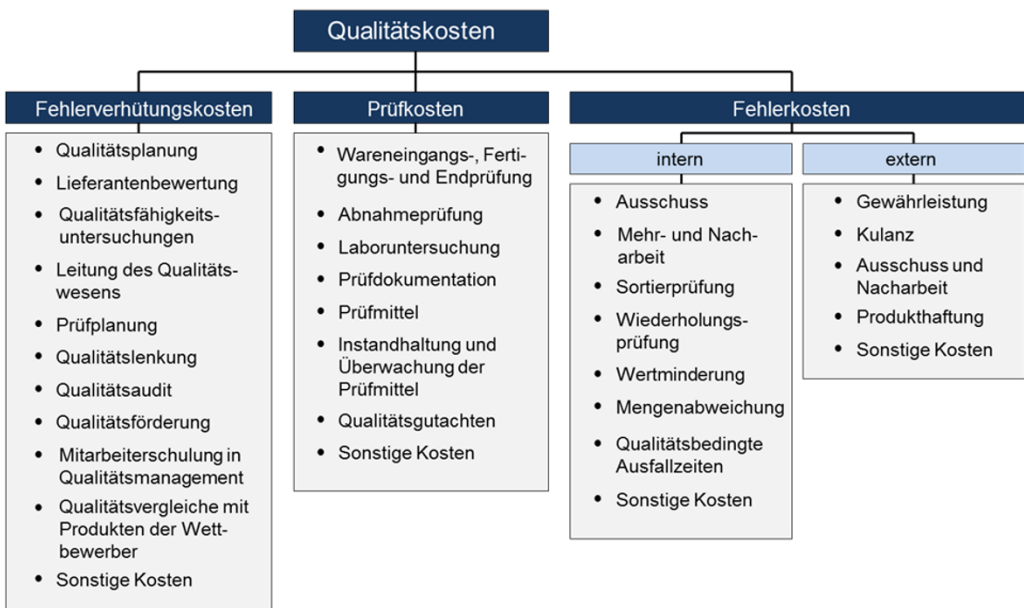 Qualitätskosten
Fehlerverhütungskosten
• Qualitätsplanung
• Lieferantenbewertung
• Qualitätsfähigkeits-
untersuchungen
• Leitung des Qualitäts-
wesens
• Prüfplanung
• Qualitätslenkung
• Qualitätsaudit
• Qualitätsförderung
• Mitarbeiterschulung in
Qualitätsmanagement
• Qualitätsvergleiche mit
Produkten der Wett-
bewerber
• Sonstige Kosten
Prüfkosten
• Wareneingangs-, Ferti-
gungs- und Endprüfung
• Abnahmeprüfung
• Laboruntersuchung
• Prüfdokumentation
• Prüfmittel
• Instandhaltung und
Überwachung der
Prüfmittel
• Qualitätsgutachten
• Sonstige Kosten
Fehlerkosten
intern
• Ausschuss
• Mehr- und Nach-
arbeit
• Sortierprüfung
• Wiederholungs-
prüfung
• Wertminderung
• Mengenabweichung
• Qualitätsbedingte
Ausfallzeiten
• Sonstige Kosten
extern
• Gewährleistung
• Kulanz
• Ausschuss und
Nacharbeit
• Produkthaftung
• Sonstige Kosten